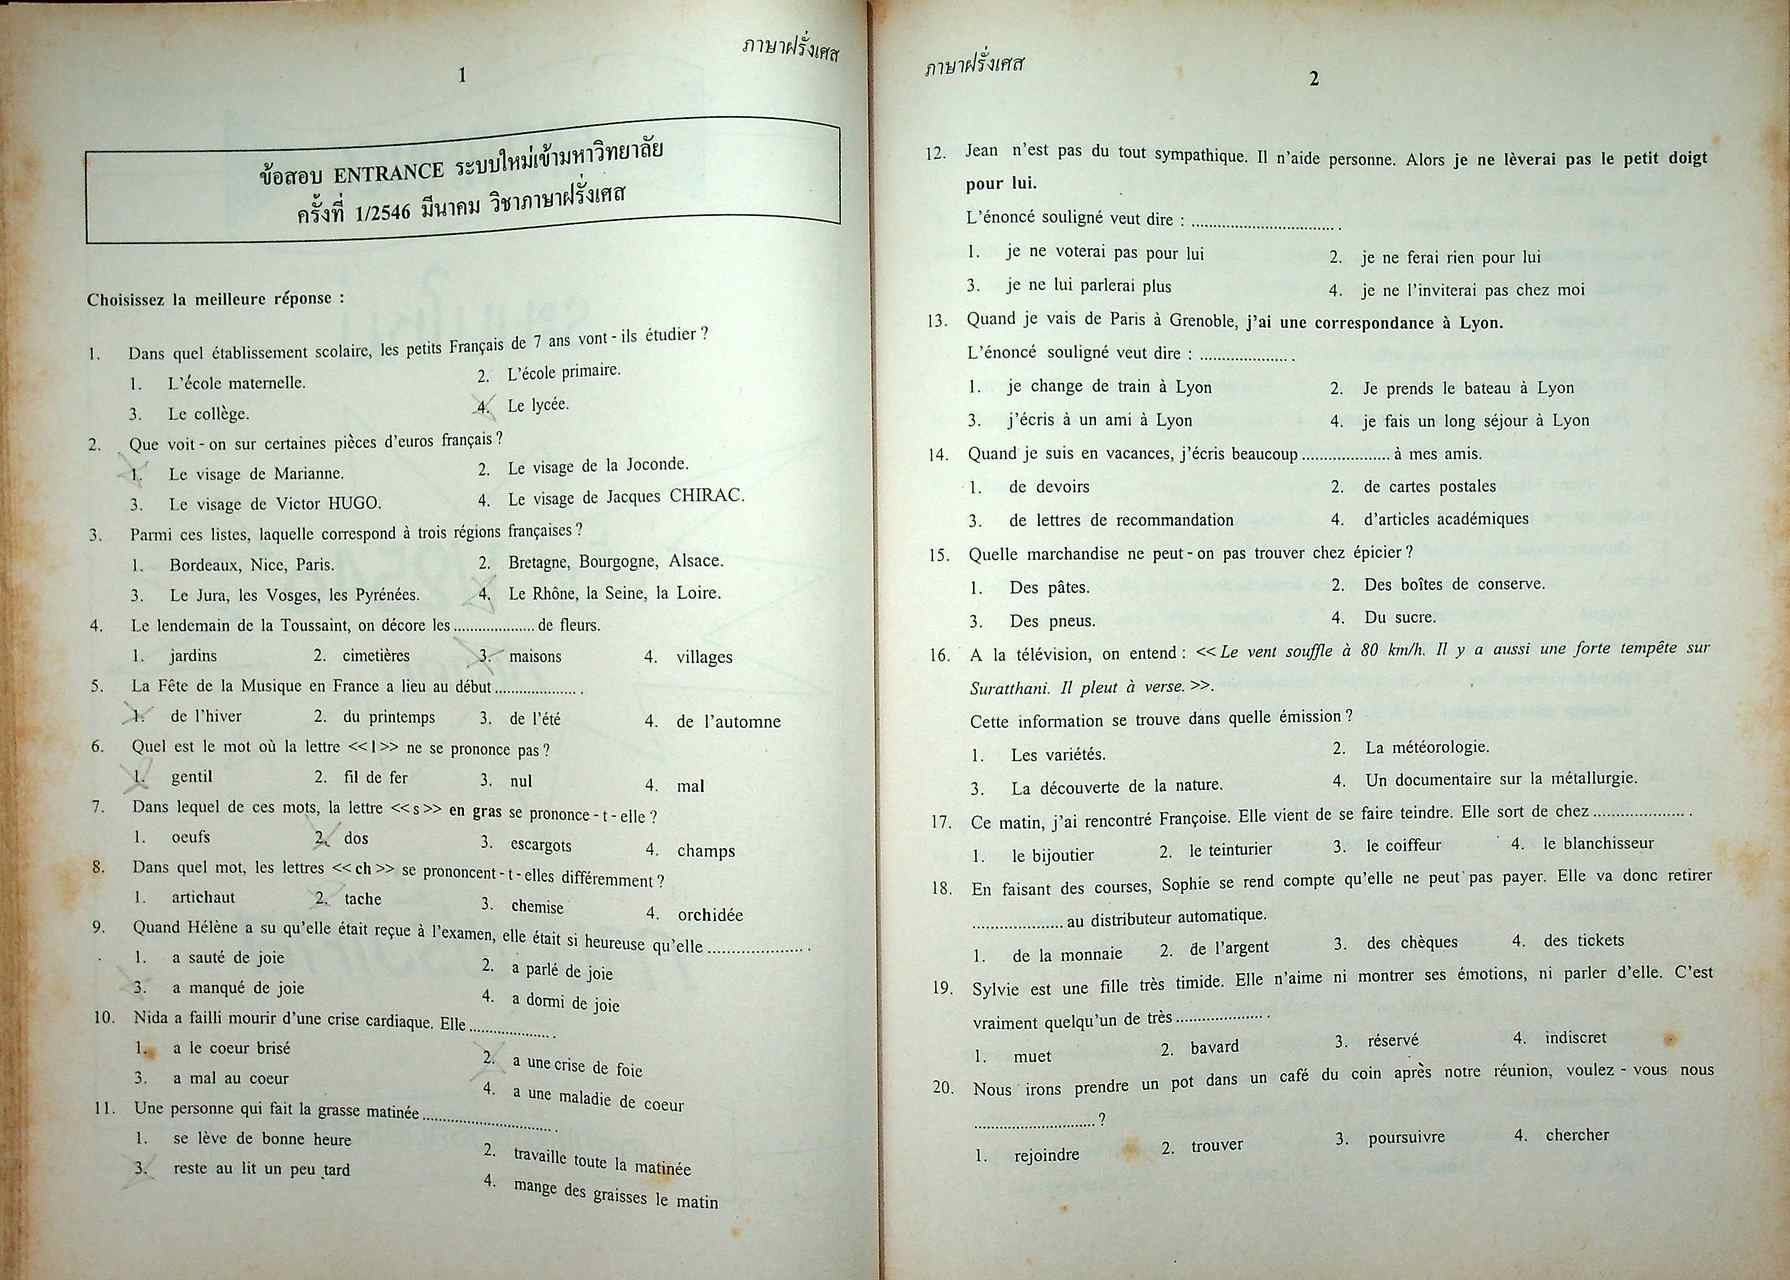 ภาษาฝรั่งเศส
1
ข้อสอบ ENTRANCE ระบบใหม่เข้ามหาวิทยาลัย
ครั้งที่ 1/2546 มีนาคม วิชาภาษาฝรั่งเศส
Choisissez la meilleure réponse :
1. Dans quel établissement scolaire, les petits Français de 7 ans vont-ils étudier ?
1. L'école maternelle. 2. L'école primaire.
3. Le collège. 4. Le lycée.
2. Que voit-on sur certaines pièces d'euros français ?
1. Le visage de Marianne. 2. Le visage de la Joconde.
3. Le visage de Victor HUGO. 4. Le visage de Jacques CHIRAC.
3. Parmi ces listes, laquelle correspond à trois régions françaises ?
1. Bordeaux, Nice, Paris. 2. Bretagne, Bourgogne, Alsace.
3. Le Jura, les Vosges, les Pyrénées. 4. Le Rhône, la Seine, la Loire.
4. Le lendemain de la Toussaint, on décore les .................... de fleurs.
1. jardins 2. cimetières 3. maisons 4. villages
5. La Fête de la Musique en France a lieu au début .................... .
1. de l'hiver 2. du printemps 3. de l'été 4. de l'automne
6. Quel est le mot où la lettre <<l>> ne se prononce pas ?
1. gentil 2. fil de fer 3. nul 4. mal
7. Dans lequel de ces mots, la lettre <<s>> en gras se prononce-t-elle ?
1. oeufs 2. dos 3. escargots 4. champs
8. Dans quel mot, les lettres <<ch>> se prononcent-t-elles différemment ?
1. artichaut 2. tache 3. chemise 4. orchidée
9. Quand Hélène a su qu'elle était reçue à l'examen, elle était si heureuse qu'elle .................... .
1. a sauté de joie 2. a parlé de joie
3. a manqué de joie 4. a dormi de joie
10. Nida a failli mourir d'une crise cardiaque. Elle .................... .
1. a le coeur brisé 2. a une crise de foie
3. a mal au coeur 4. a une maladie de coeur
11. Une personne qui fait la grasse matinée .............................. .
1. se lève de bonne heure 2. travaille toute la matinée
3. reste au lit un peu tard 4. mange des graisses le matin
ภาษาฝรั่งเศส
2
12. Jean n'est pas du tout sympathique. Il n'aide personne. Alors je ne lèverai pas le petit doigt
pour lui.
L'énoncé souligné veut dire : .................................. .
1. je ne voterai pas pour lui 2. je ne ferai rien pour lui
3. je ne lui parlerai plus 4. je ne l'inviterai pas chez moi
13. Quand je vais de Paris à Grenoble, j'ai une correspondance à Lyon.
L'énoncé souligné veut dire : .................... .
1. je change de train à Lyon 2. Je prends le bateau à Lyon
3. j'écris à un ami à Lyon 4. je fais un long séjour à Lyon
14. Quand je suis en vacances, j'écris beaucoup .................... à mes amis.
1. de devoirs 2. de cartes postales
3. de lettres de recommandation 4. d'articles académiques
15. Quelle marchandise ne peut-on pas trouver chez épicier ?
1. Des pâtes. 2. Des boîtes de conserve.
3. Des pneus. 4. Du sucre.
16. A la télévision, on entend : <<Le vent souffle à 80 km/h. Il y a aussi une forte tempête sur
Suratthani. Il pleut à verse.>>.
Cette information se trouve dans quelle émission ?
1. Les variétés. 2. La météorologie.
3. La découverte de la nature. 4. Un documentaire sur la métallurgie.
17. Ce matin, j'ai rencontré Françoise. Elle vient de se faire teindre. Elle sort de chez .................... .
1. le bijoutier 2. le teinturier 3. le coiffeur 4. le blanchisseur
18. En faisant des courses, Sophie se rend compte qu'elle ne peut pas payer. Elle va donc retirer
.................... au distributeur automatique.
1. de la monnaie 2. de l'argent 3. des chèques 4. des tickets
19. Sylvie est une fille très timide. Elle n'aime ni montrer ses émotions, ni parler d'elle. C'est
vraiment quelqu'un de très .................... .
1. muet 2. bavard 3. réservé 4. indiscret
20. Nous irons prendre un pot dans un café du coin après notre réunion, voulez-vous nous
............................ ?
1. rejoindre 2. trouver 3. poursuivre 4. chercher